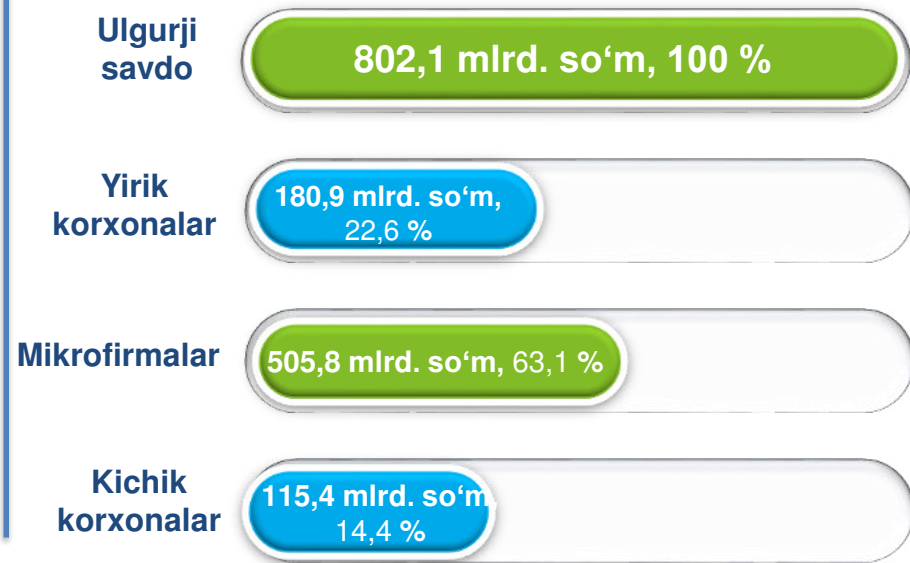 Ulgurji
savdo
802,1 mlrd. so‘m, 100 %
Yirik
korxonalar
180,9 mlrd. so‘m,
22,6 %
Mikrofirmalar
505,8 mlrd. so‘m, 63,1 %
Kichik
korxonalar
115,4 mlrd. so‘m
14,4 %